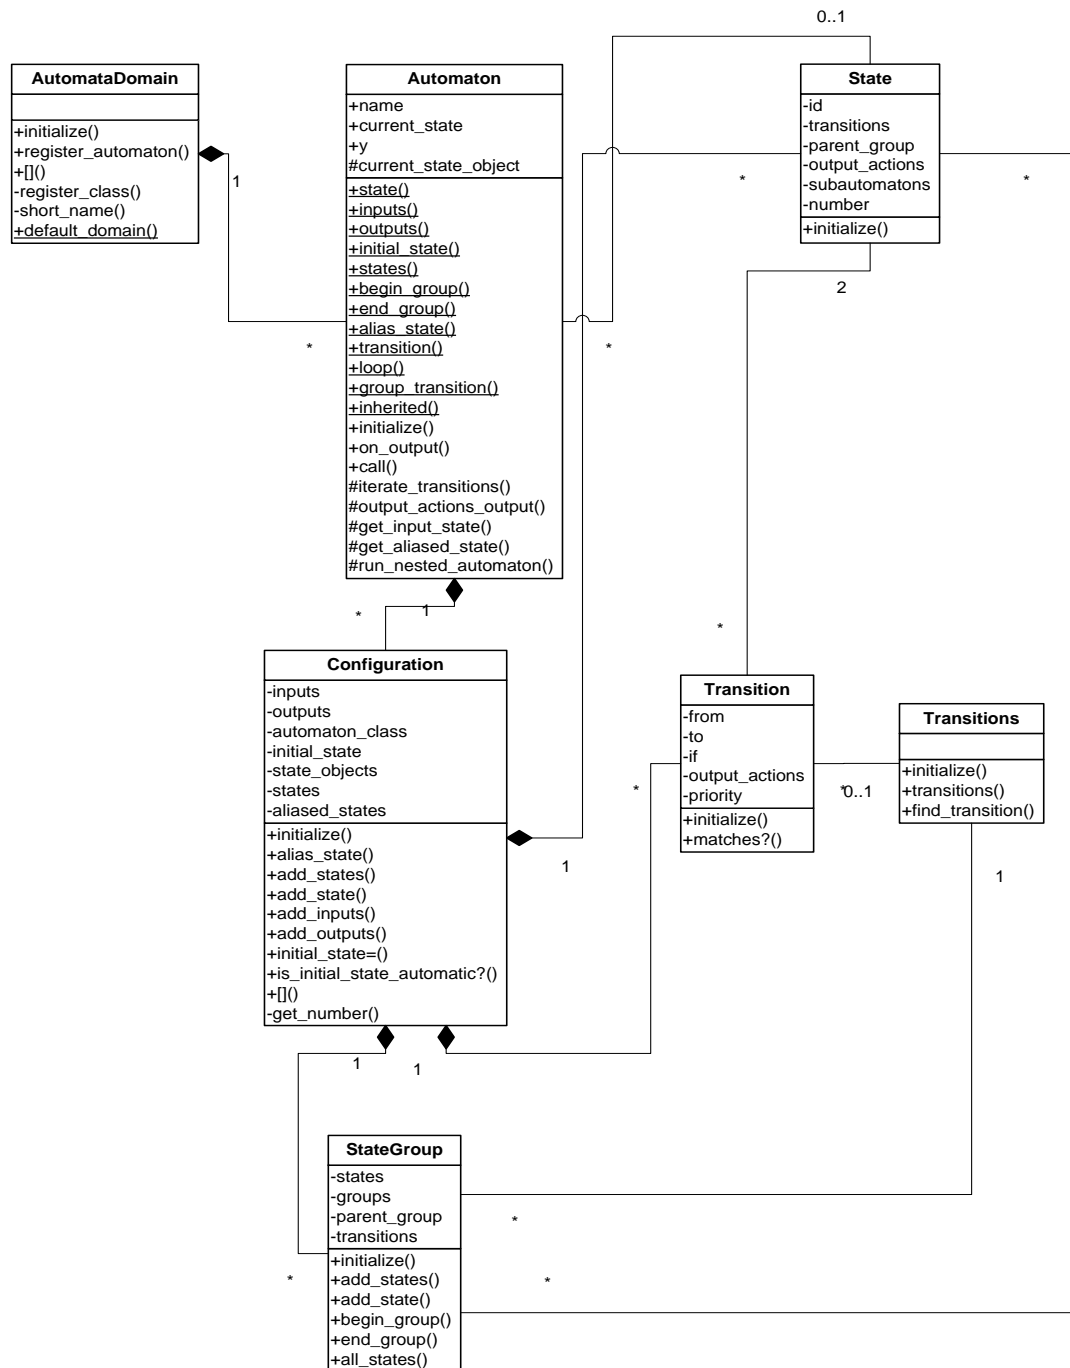 0..1
AutomataDomain
+initialize()
+register_automaton()
+[]()
-register_class()
-short_name()
+default_domain()
1
*
Automaton
+name
+current_state
+y
#current_state_object
+state()
+inputs()
+outputs()
+initial_state()
+states()
+begin_group()
+end_group()
+alias_state()
+transition()
+loop()
+group_transition()
+inherited()
+initialize()
+on_output()
+call()
#iterate_transitions()
#output_actions_output()
#get_input_state()
#get_aliased_state()
#run_nested_automaton()
*
1
*
State
-id
-transitions
-parent_group
-output_actions
-subautomatons
-number
+initialize()
*
*
2
*
Configuration
-inputs
-outputs
-automaton_class
-initial_state
-state_objects
-states
-aliased_states
+initialize()
+alias_state()
+add_states()
+add_state()
+add_inputs()
+add_outputs()
+initial_state=()
+is_initial_state_automatic?()
+[]()
-get_number()
1
1
1
*
Transition
-from
-to
-if
-output_actions
-priority
+initialize()
+matches?()
*
0..1
Transitions
+initialize()
+transitions()
+find_transition()
1
StateGroup
-states
-groups
-parent_group
-transitions
+initialize()
+add_states()
+add_state()
+begin_group()
+end_group()
+all_states()
*
*
*